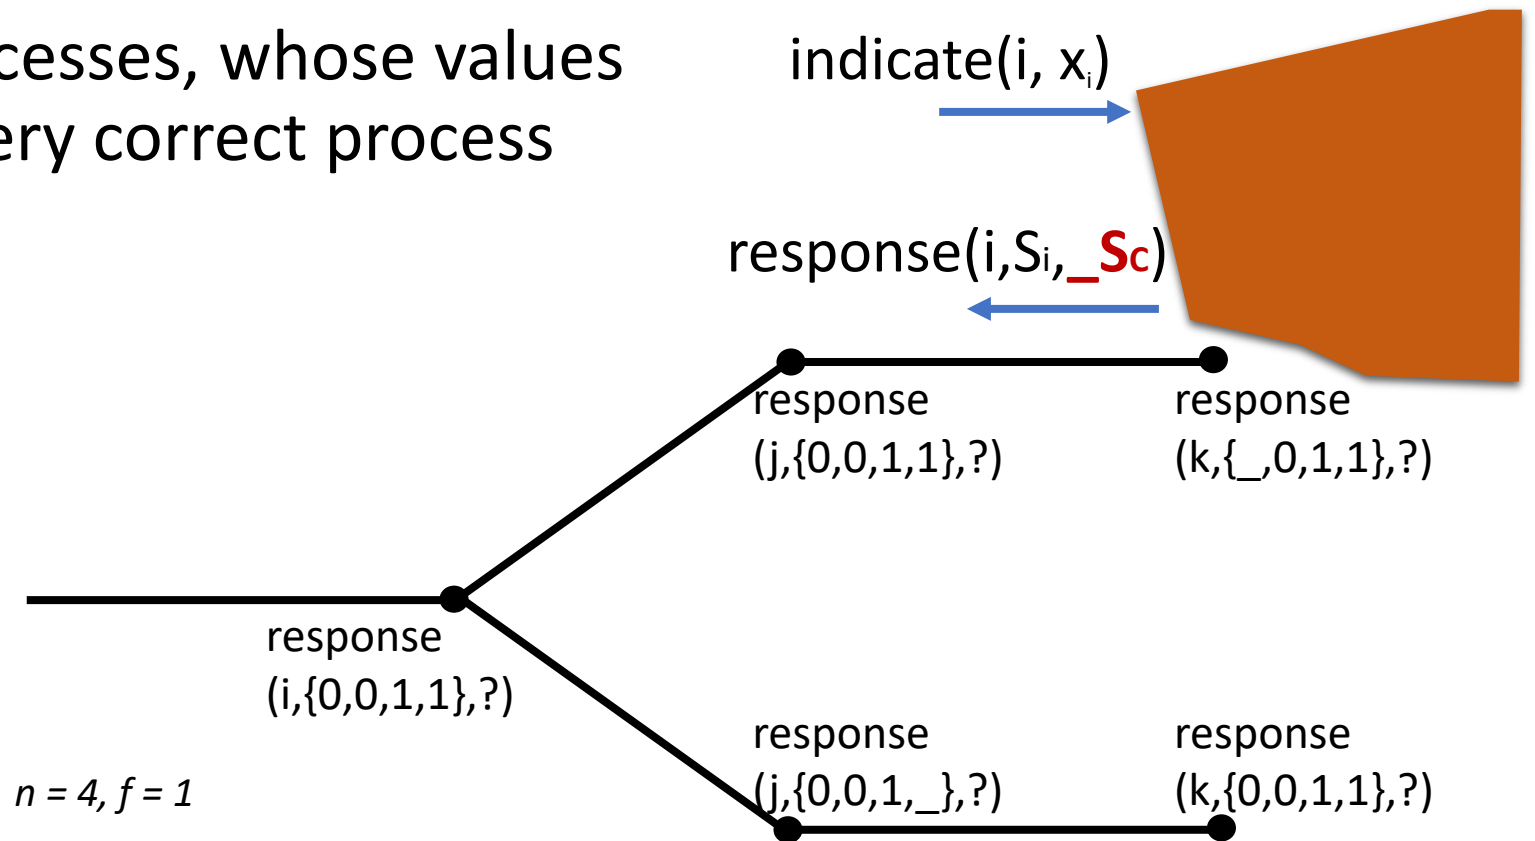 cesses, whose values
ery correct process
indicate(i, xᵢ)
response(i,Sᵢ,_Sc)
response
(j,{0,0,1,1},?)
response
(k,{_,0,1,1},?)
response
(i,{0,0,1,1},?)
response
(j,{0,0,1,_},?)
response
(k,{0,0,1,1},?)
n = 4, f = 1